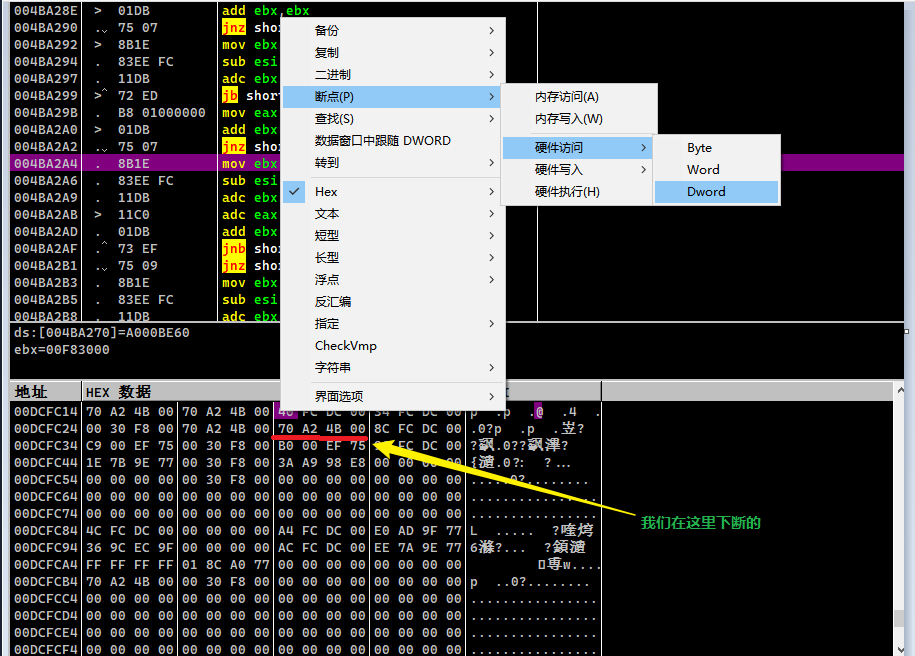 004BA28E > 01DB add ebx,ebx
004BA290 .ˬ 75 07 jnz shor
004BA292 > 8B1E mov ebx
004BA294 . 83EE FC sub esi
004BA297 . 11DB adc ebx
004BA299 >^ 72 ED jb short
004BA29B . B8 01000000 mov eax
004BA2A0 > 01DB add ebx
004BA2A2 .ˬ 75 07 jnz shor
004BA2A4 . 8B1E mov ebx
004BA2A6 . 83EE FC sub esi
004BA2A9 . 11DB adc ebx
004BA2AB > 11C0 adc eax
004BA2AD . 01DB add ebx
004BA2AF .^ 73 EF jnb shor
004BA2B1 .ˬ 75 09 jnz shor
004BA2B3 . 8B1E mov ebx
004BA2B5 . 83EE FC sub esi
004BA2B8 . 11DB adc ebx
ds:[004BA270]=A000BE60
ebx=00F83000
备份
复制
二进制
断点(P)
查找(S)
数据窗口中跟随 DWORD
转到
Hex
文本
短型
长型
浮点
反汇编
指定
CheckVmp
字符串
界面选项
内存访问(A)
内存写入(W)
硬件访问
硬件写入
硬件执行(H)
Byte
Word
Dword
地址 HEX 数据
00DCFC14 70 A2 4B 00 70 A2 4B 00 40 FC DC 00 34 FC DC 00 p .p .@ .4 .
00DCFC24 00 30 F8 00 70 A2 4B 00 70 A2 4B 00 8C FC DC 00 .0?p .p .岦?
00DCFC34 C9 00 EF 75 00 30 F8 00 B0 00 EF 75 FC DC 00
00DCFC44 1E 7B 9E 77 00 30 F8 00 3A A9 98 E8 00 00 00 00
00DCFC54 00 00 00 00 00 30 F8 00 00 00 00 00 00 00 00 00 .....0?........
00DCFC64 00 00 00 00 00 00 00 00 00 00 00 00 00 00 00 00 ................
00DCFC74 00 00 00 00 00 00 00 00 00 00 00 00 00 00 00 00 ................
00DCFC84 4C FC DC 00 00 00 00 00 A4 FC DC 00 E0 AD 9F 77
00DCFC94 36 9C EC 9F 00 00 00 00 AC FC DC 00 EE 7A 9E 77
00DCFCA4 FF FF FF FF 01 8C A0 77 00 00 00 00 00 00 00 00
00DCFCB4 70 A2 4B 00 00 30 F8 00 00 00 00 00 00 00 00 00 p ..0?........
00DCFCC4 00 00 00 00 00 00 00 00 00 00 00 00 00 00 00 00 ................
00DCFCD4 00 00 00 00 00 00 00 00 00 00 00 00 00 00 00 00 ................
00DCFCE4 00 00 00 00 00 00 00 00 00 00 00 00 00 00 00 00 ................
00DCFCF4 00 00 00 00 00 00 00 00 00 00 00 00 00 00 00 00 ................
我们在这里下断的